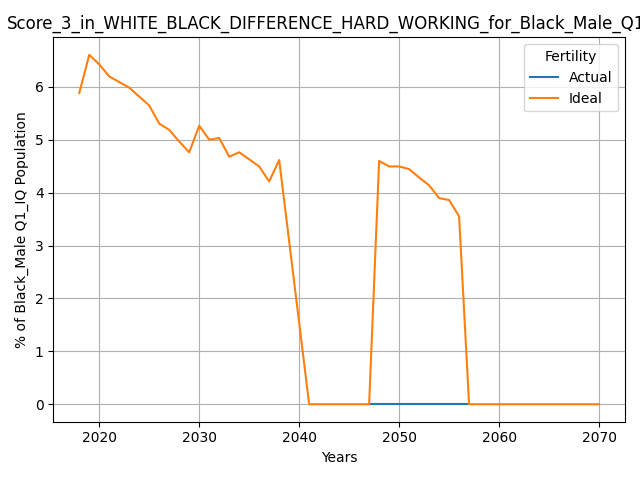 Score_3_in_WHITE_BLACK_DIFFERENCE_HARD_WORKING_for_Black_Male_Q1
Fertility
Actual
Ideal
% of Black_Male Q1_IQ Population
6
5
4
3
2
1
0
2020 2030 2040 2050 2060 2070
Years